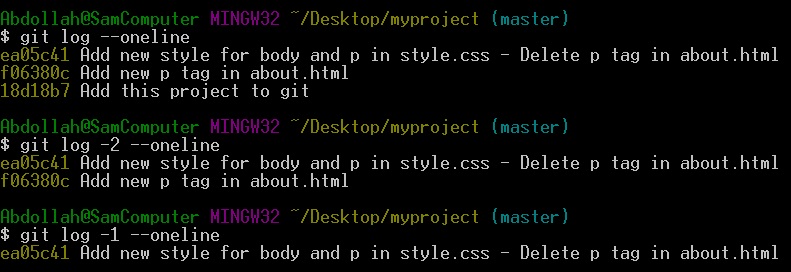 Abdollah@SamComputer MINGW32 ~/Desktop/myproject (master)
$ git log --oneline
ea05c41 Add new style for body and p in style.css - Delete p tag in about.html
f06380c Add new p tag in about.html
18d18b7 Add this project to git
Abdollah@SamComputer MINGW32 ~/Desktop/myproject (master)
$ git log -2 --oneline
ea05c41 Add new style for body and p in style.css - Delete p tag in about.html
f06380c Add new p tag in about.html
Abdollah@SamComputer MINGW32 ~/Desktop/myproject (master)
$ git log -1 --oneline
ea05c41 Add new style for body and p in style.css - Delete p tag in about.html